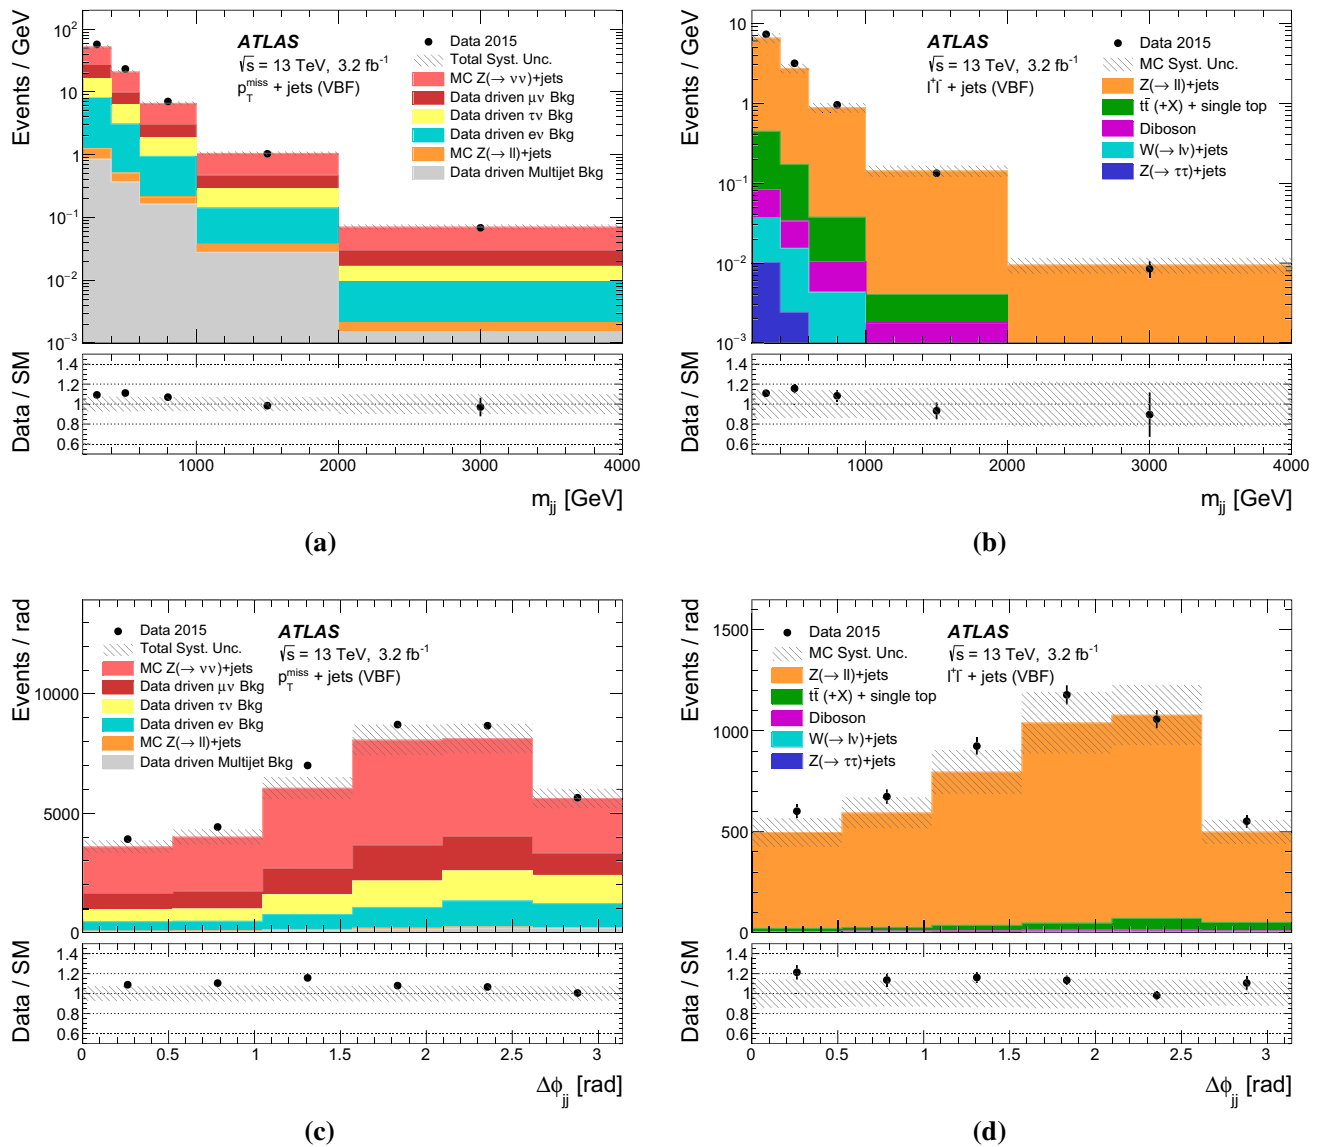 Events / GeV
10²
10
1
10⁻¹
10⁻²
10⁻³
ATLAS
√s = 13 TeV, 3.2 fb⁻¹
p_T^miss + jets (VBF)
Data 2015
Total Syst. Unc.
MC Z(→ νν)+jets
Data driven μν Bkg
Data driven τν Bkg
Data driven eν Bkg
MC Z(→ ll)+jets
Data driven Multijet Bkg
Data / SM
1.4
1.2
1
0.8
0.6
1000 2000 3000 4000
m_jj [GeV]
(a)
Events / GeV
10
1
10⁻¹
10⁻²
10⁻³
ATLAS
√s = 13 TeV, 3.2 fb⁻¹
l⁺l⁻ + jets (VBF)
Data 2015
MC Syst. Unc.
Z(→ ll)+jets
tt̄ (+X) + single top
Diboson
W(→ lν)+jets
Z(→ ττ)+jets
Data / SM
1.4
1.2
1
0.8
0.6
1000 2000 3000 4000
m_jj [GeV]
(b)
Events / rad
10000
5000
0
Data 2015
Total Syst. Unc.
MC Z(→ νν)+jets
Data driven μν Bkg
Data driven τν Bkg
Data driven eν Bkg
MC Z(→ ll)+jets
Data driven Multijet Bkg
ATLAS
√s = 13 TeV, 3.2 fb⁻¹
p_T^miss + jets (VBF)
Data / SM
1.4
1.2
1
0.8
0.6
0 0.5 1 1.5 2 2.5 3
Δϕ_jj [rad]
(c)
Events / rad
1500
1000
500
0
Data 2015
MC Syst. Unc.
Z(→ ll)+jets
tt̄ (+X) + single top
Diboson
W(→ lν)+jets
Z(→ ττ)+jets
ATLAS
√s = 13 TeV, 3.2 fb⁻¹
l⁺l⁻ + jets (VBF)
Data / SM
1.4
1.2
1
0.8
0.6
0 0.5 1 1.5 2 2.5 3
Δϕ_jj [rad]
(d)